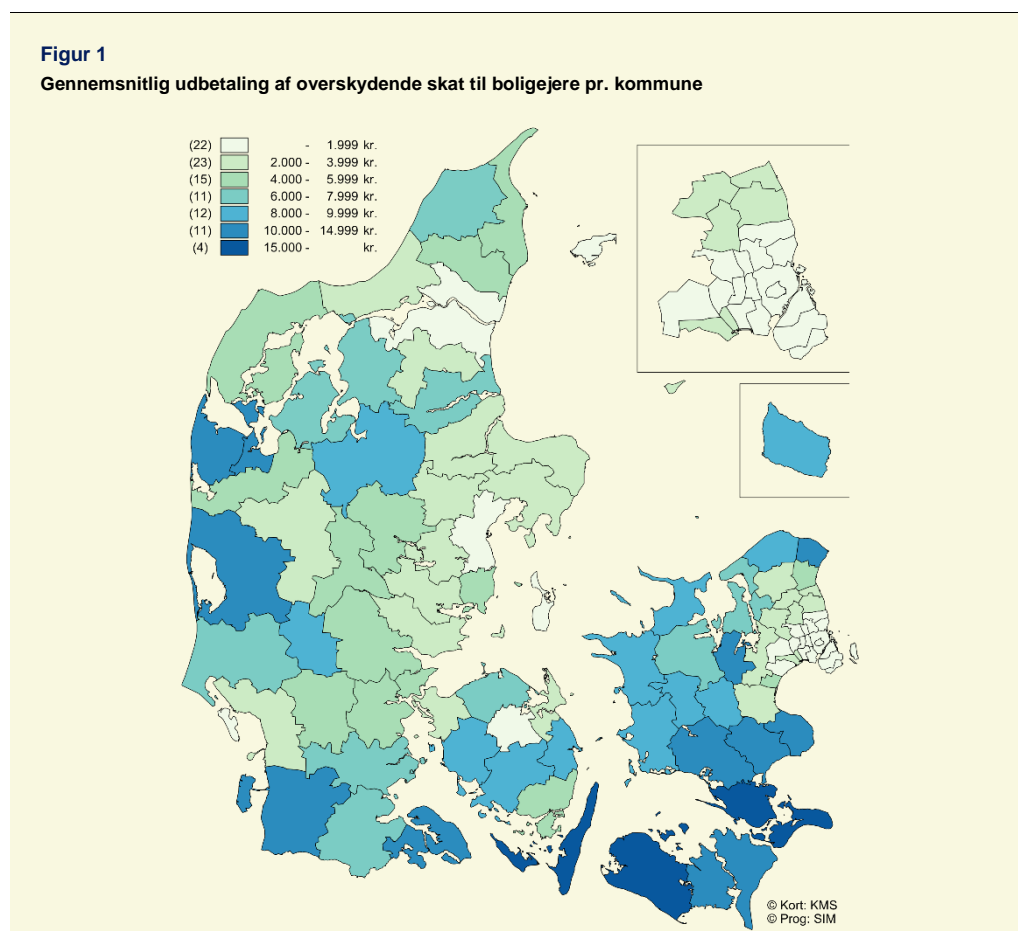 Figur 1
Gennemsnitlig udbetaling af overskydende skat til boligejere pr. kommune
(22) - 1.999 kr.
(23) 2.000 - 3.999 kr.
(15) 4.000 - 5.999 kr.
(11) 6.000 - 7.999 kr.
(12) 8.000 - 9.999 kr.
(11) 10.000 - 14.999 kr.
(4) 15.000 - kr.
© Kort: KMS
© Prog: SIM